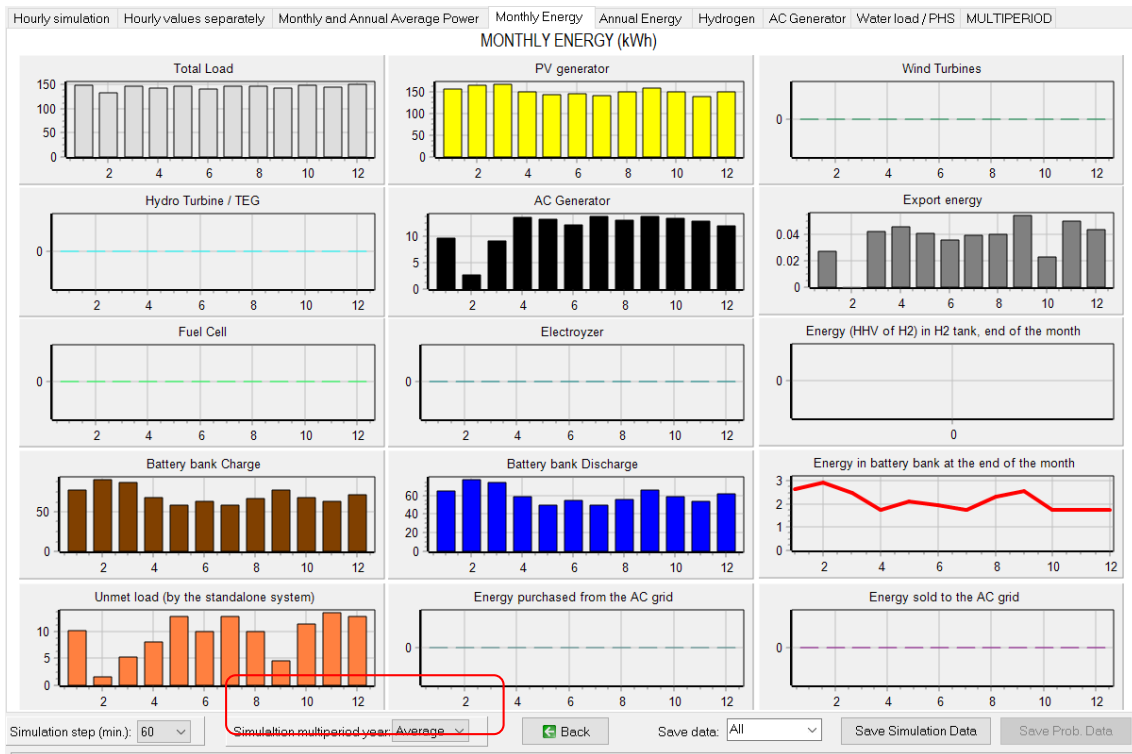 Hourly simulation Hourly values separately Monthly and Annual Average Power Monthly Energy Annual Energy Hydrogen AC Generator Water load / PHS MULTIPERIOD
MONTHLY ENERGY (kWh)
Total Load
150
100
50
0
2 4 6 8 10 12
PV generator
150
100
50
0
2 4 6 8 10 12
Wind Turbines
0
2 4 6 8 10 12
Hydro Turbine / TEG
0
2 4 6 8 10 12
AC Generator
10
5
0
2 4 6 8 10 12
Export energy
0.04
0.02
0
2 4 6 8 10 12
Fuel Cell
0
2 4 6 8 10 12
Electroyzer
0
2 4 6 8 10 12
Energy (HHV of H2) in H2 tank, end of the month
0
0
Battery bank Charge
50
0
2 4 6 8 10 12
Battery bank Discharge
60
40
20
0
2 4 6 8 10 12
Energy in battery bank at the end of the month
3
2
1
0
2 4 6 8 10 12
Unmet load (by the standalone system)
10
5
0
2 4 6 8 10 12
Energy purchased from the AC grid
0
2 4 6 8 10 12
Energy sold to the AC grid
0
2 4 6 8 10 12
Simulation step (min.): 60 Simulation multiperiod year: Average Back Save data: All Save Simulation Data Save Prob. Data